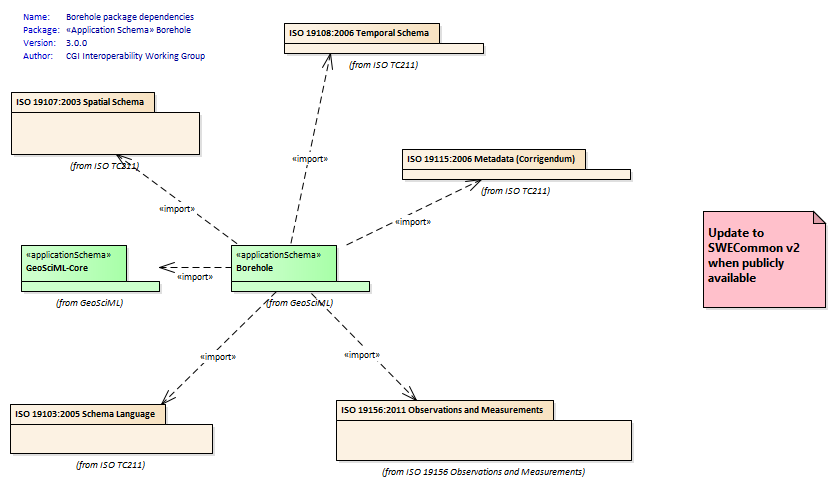 Name: Borehole package dependencies
Package: «Application Schema» Borehole
Version: 3.0.0
Author: CGI Interoperability Working Group
ISO 19108:2006 Temporal Schema
(from ISO TC211)
ISO 19107:2003 Spatial Schema
(from ISO TC211)
«import»
ISO 19115:2006 Metadata (Corrigendum)
(from ISO TC211)
«import»
«import»
Update to
SWECommon v2
when publicly
available
«applicationSchema»
GeoSciML-Core
(from GeoSciML)
«import»
«applicationSchema»
Borehole
(from GeoSciML)
«import»
«import»
ISO 19103:2005 Schema Language
(from ISO TC211)
ISO 19156:2011 Observations and Measurements
(from ISO 19156 Observations and Measurements)